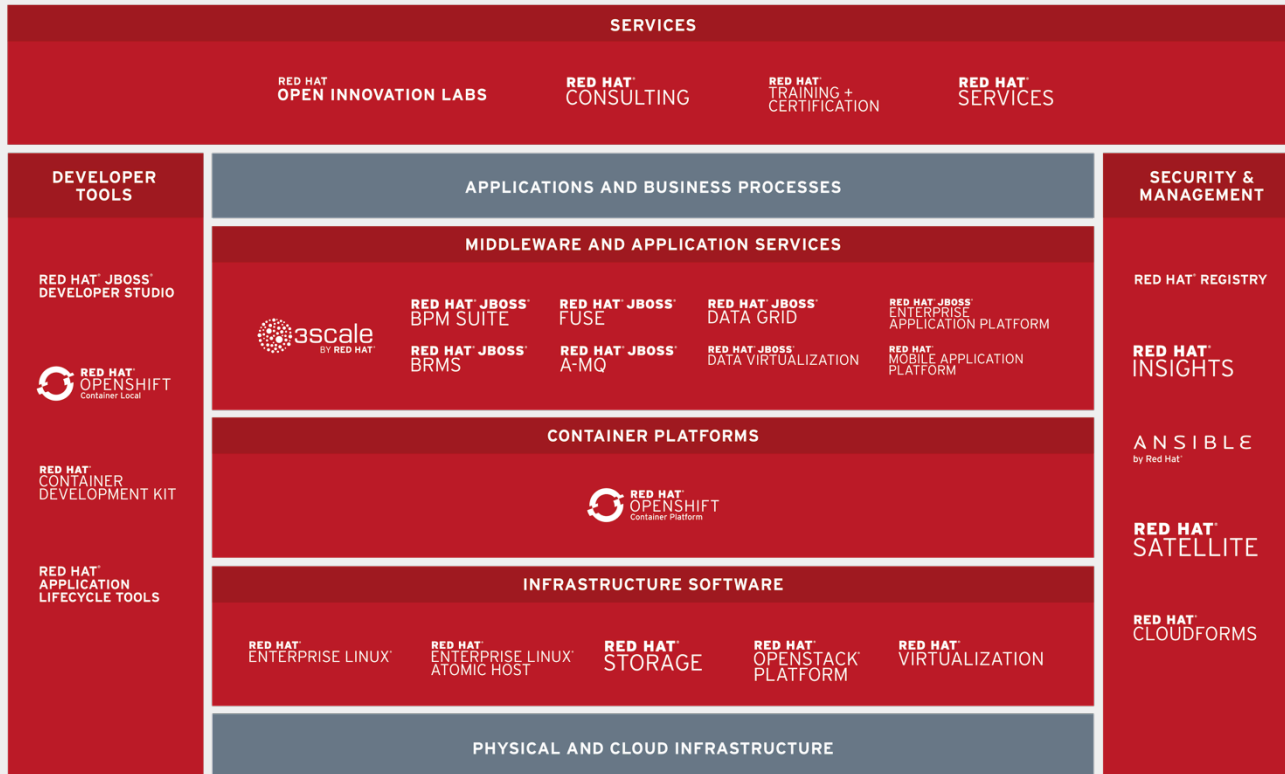 SERVICES
RED HAT
OPEN INNOVATION LABS
RED HAT®
CONSULTING
RED HAT®
TRAINING +
CERTIFICATION
RED HAT®
SERVICES
DEVELOPER
TOOLS
RED HAT® JBOSS®
DEVELOPER STUDIO
RED HAT®
OPENSHIFT
Container Local
RED HAT®
CONTAINER
DEVELOPMENT KIT
RED HAT®
APPLICATION
LIFECYCLE TOOLS
APPLICATIONS AND BUSINESS PROCESSES
MIDDLEWARE AND APPLICATION SERVICES
3scale
BY RED HAT®
RED HAT® JBOSS®
BPM SUITE
RED HAT® JBOSS®
FUSE
RED HAT® JBOSS®
DATA GRID
RED HAT® JBOSS®
ENTERPRISE
APPLICATION PLATFORM
RED HAT® JBOSS®
BRMS
RED HAT® JBOSS®
A-MQ
RED HAT® JBOSS®
DATA VIRTUALIZATION
RED HAT®
MOBILE APPLICATION
PLATFORM
CONTAINER PLATFORMS
RED HAT®
OPENSHIFT
Container Platform
INFRASTRUCTURE SOFTWARE
RED HAT®
ENTERPRISE LINUX®
RED HAT®
ENTERPRISE LINUX®
ATOMIC HOST
RED HAT®
STORAGE
RED HAT®
OPENSTACK®
PLATFORM
RED HAT®
VIRTUALIZATION
PHYSICAL AND CLOUD INFRASTRUCTURE
SECURITY &
MANAGEMENT
RED HAT® REGISTRY
RED HAT®
INSIGHTS
ANSIBLE
by Red Hat®
RED HAT®
SATELLITE
RED HAT®
CLOUDFORMS